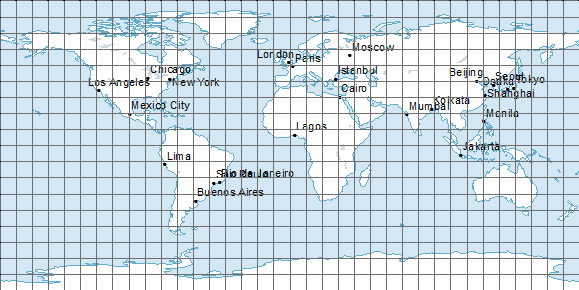 Moscow
London
Paris
Chicago
Istanbul
Beijing
Seoul
Tokyo
Osaka
Los Angeles
New York
Cairo
Shanghai
Mexico City
Mumbai
Kolkata
Manila
Lagos
Jakarta
Lima
Sao Paulo
Rio de Janeiro
Buenos Aires